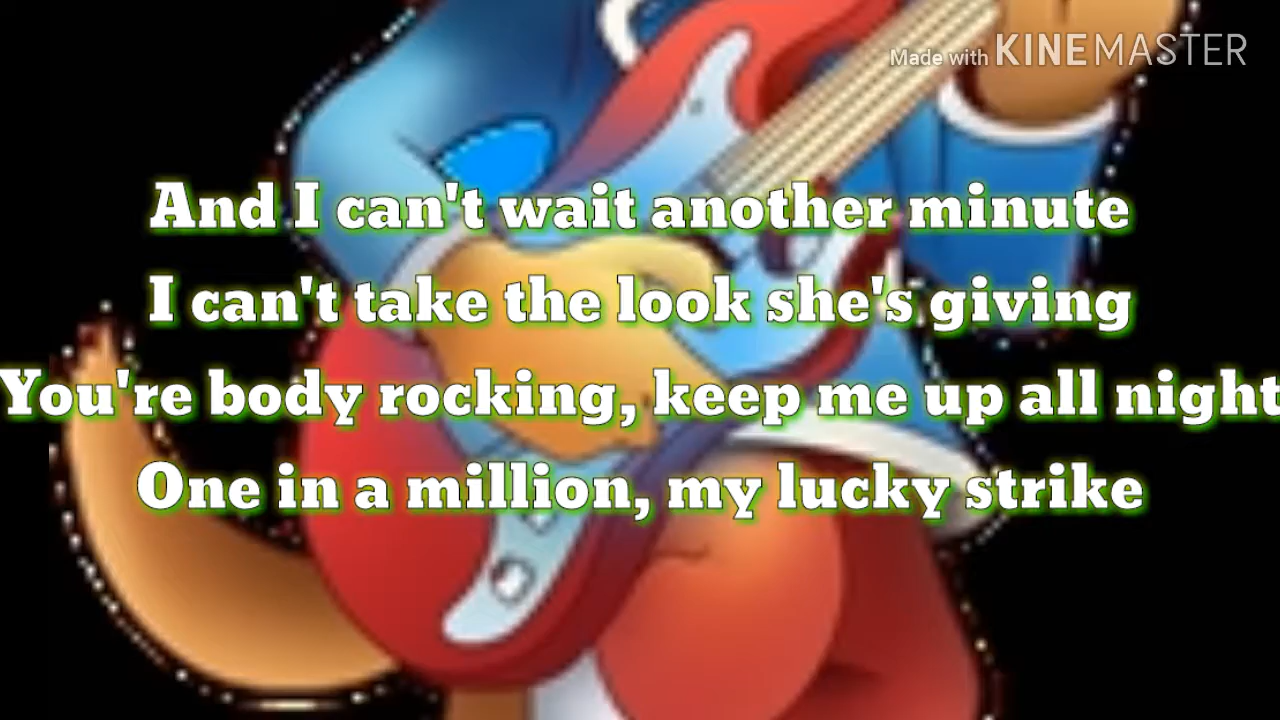 Made with KINEMASTER
And I can't wait another minute
I can't take the look she's giving
You're body rocking, keep me up all night
One in a million, my lucky strike